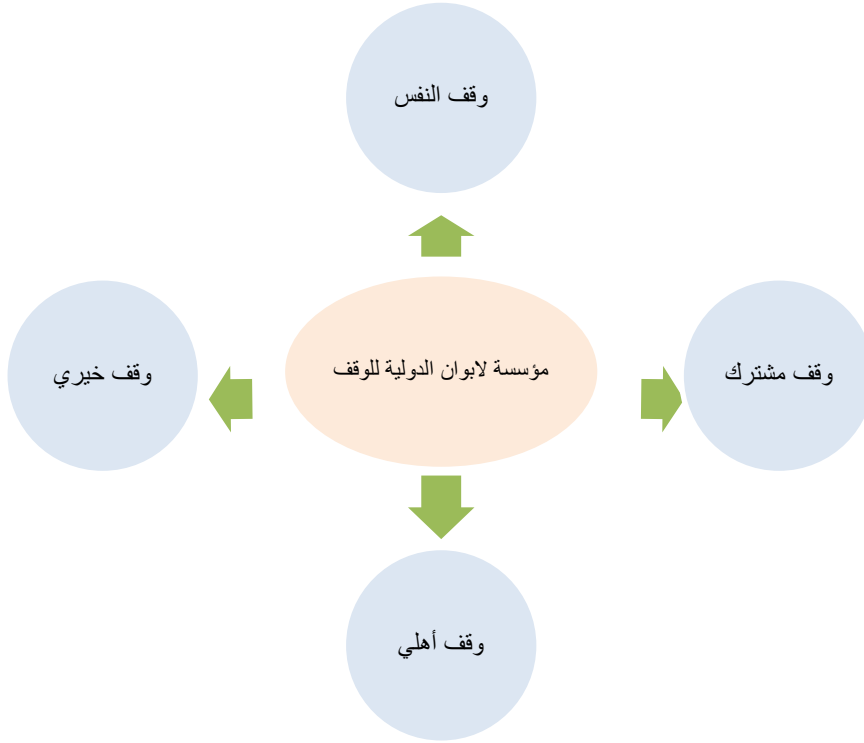 وقف النفس
وقف مشترك
مؤسسة لابوان الدولية للوقف
وقف خيري
وقف أهلي